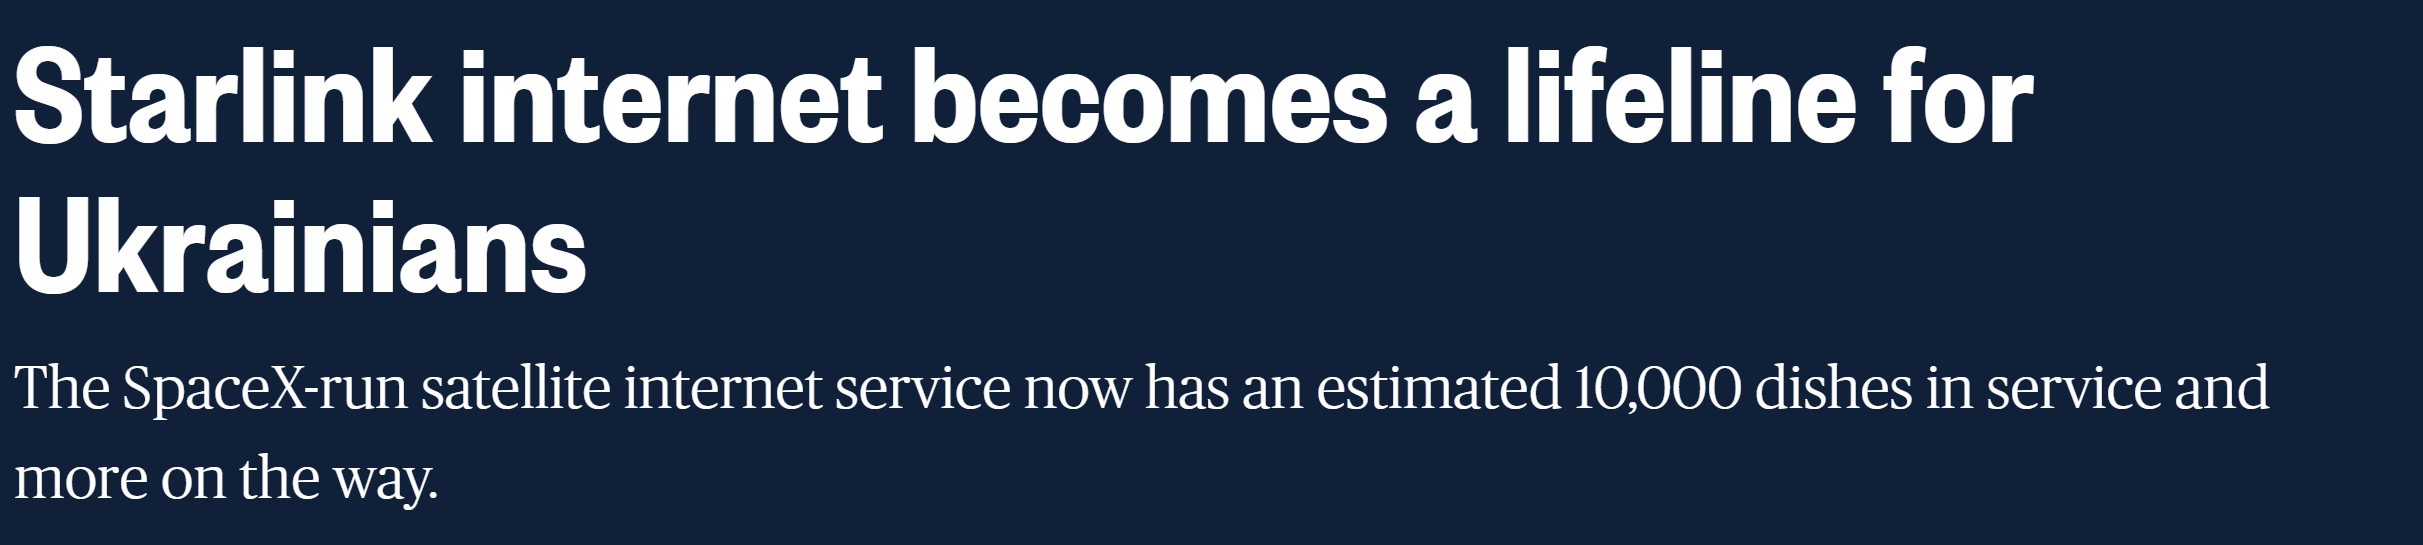 Starlink internet becomes a lifeline for
Ukrainians
The SpaceX-run satellite internet service now has an estimated 10,000 dishes in service and
more on the way.